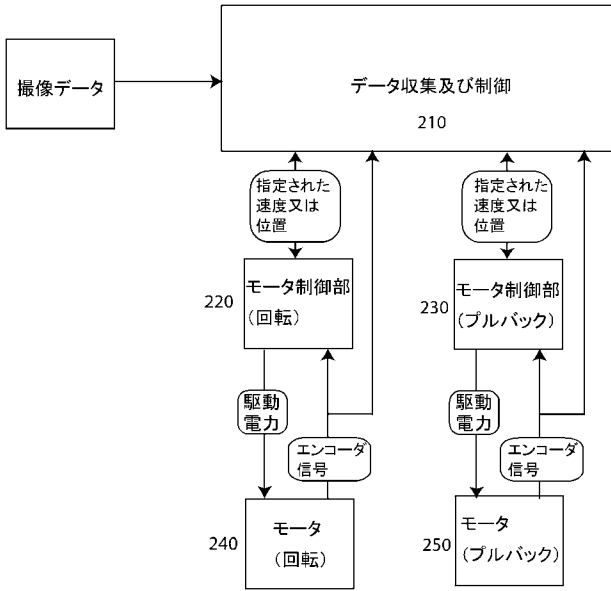 撮像データ
データ収集及び制御
210
指定された
速度又は
位置
指定された
速度又は
位置
220
モータ制御部
(回転)
230
モータ制御部
(プルバック)
駆動
電力
エンコーダ
信号
駆動
電力
エンコーダ
信号
240
モータ
(回転)
250
モータ
(プルバック)